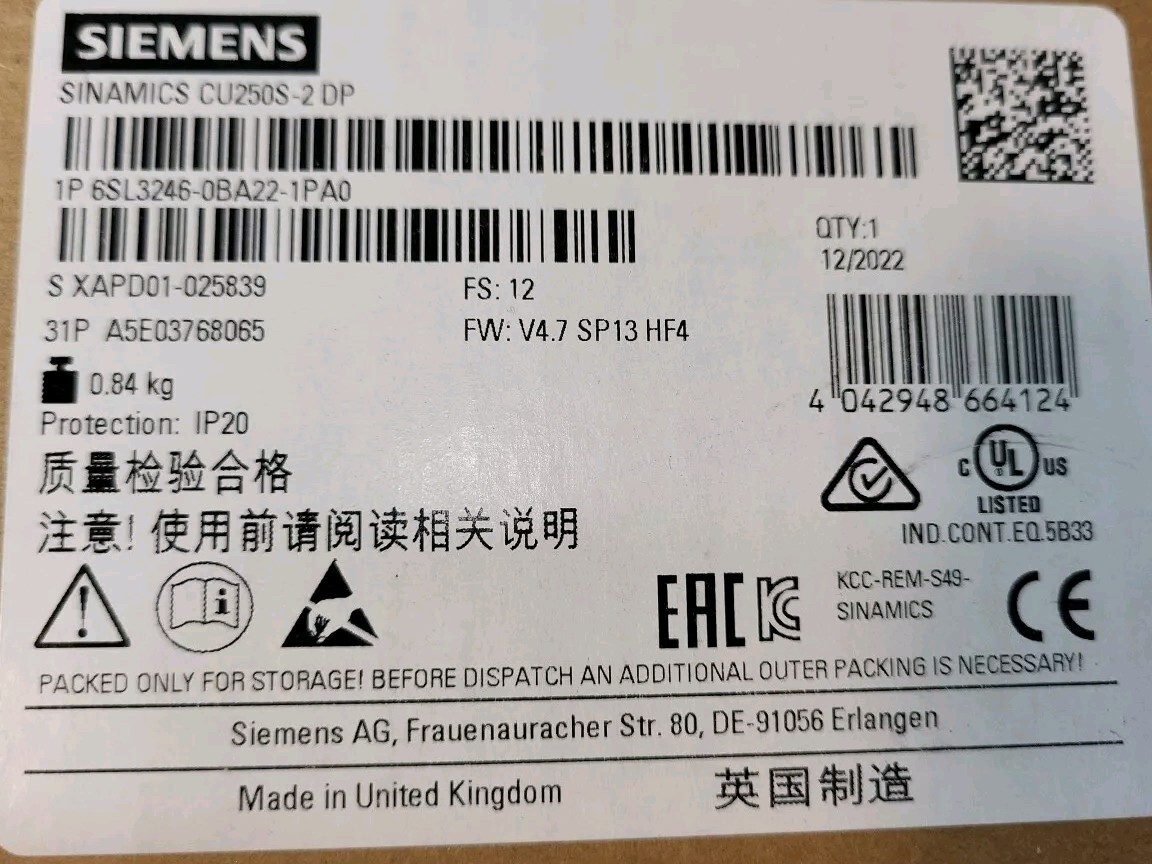 SIEMENS
SINAMICS CU250S-2 DP
1P 6SL3246-0BA22-1PA0
QTY:1
12/2022
S XAPD01-025839
FS: 12
31P A5E03768065
FW: V4.7 SP13 HF4
0.84 kg
4 042948 664124
Protection: IP20
质量检验合格
C UL US
LISTED
IND.CONT.EQ.5B33
注意! 使用前请阅读相关说明
i
EAC
KC
KCC-REM-S49-
SINAMICS
CE
PACKED ONLY FOR STORAGE! BEFORE DISPATCH AN ADDITIONAL OUTER PACKING IS NECESSARY!
Siemens AG, Frauenauracher Str. 80, DE-91056 Erlangen
Made in United Kingdom
英国制造